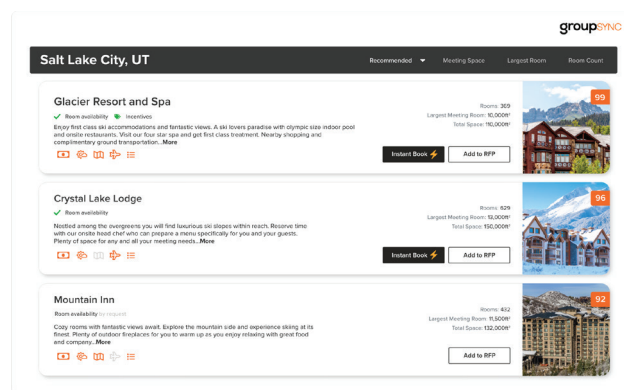 groupSYNC
Salt Lake City, UT
Recommended
Meeting Space
Largest Room
Room Count
Glacier Resort and Spa
Room availability
Incentives
Enjoy first class ski accommodations and fantastic views. A ski lovers paradise with olympic size indoor pool
and onsite restaurants. Visit our four star spa and get first class treatment. Nearby shopping and
complimentary ground transportation...More
Rooms: 369
Largest Meeting Room: 10,000ft²
Total Space: 110,000ft²
Instant Book
Add to RFP
99
Crystal Lake Lodge
Room availability
Nestled among the evergreens you will find luxurious ski slopes within reach. Reserve time
with our onsite head chef who can prepare a menu specifically for you and your guests.
Plenty of space for any and all your meeting needs...More
Rooms: 629
Largest Meeting Room: 13,000ft²
Total Space: 150,000ft²
Instant Book
Add to RFP
96
Mountain Inn
Room availability by request
Cozy rooms with fantastic views await. Explore the mountain side and experience skiing at its
finest. Plenty of outdoor fireplaces for you to warm up as you enjoy relaxing with great food
and company...More
Rooms: 432
Largest Meeting Room: 11,500ft²
Total Space: 132,000ft²
Add to RFP
92